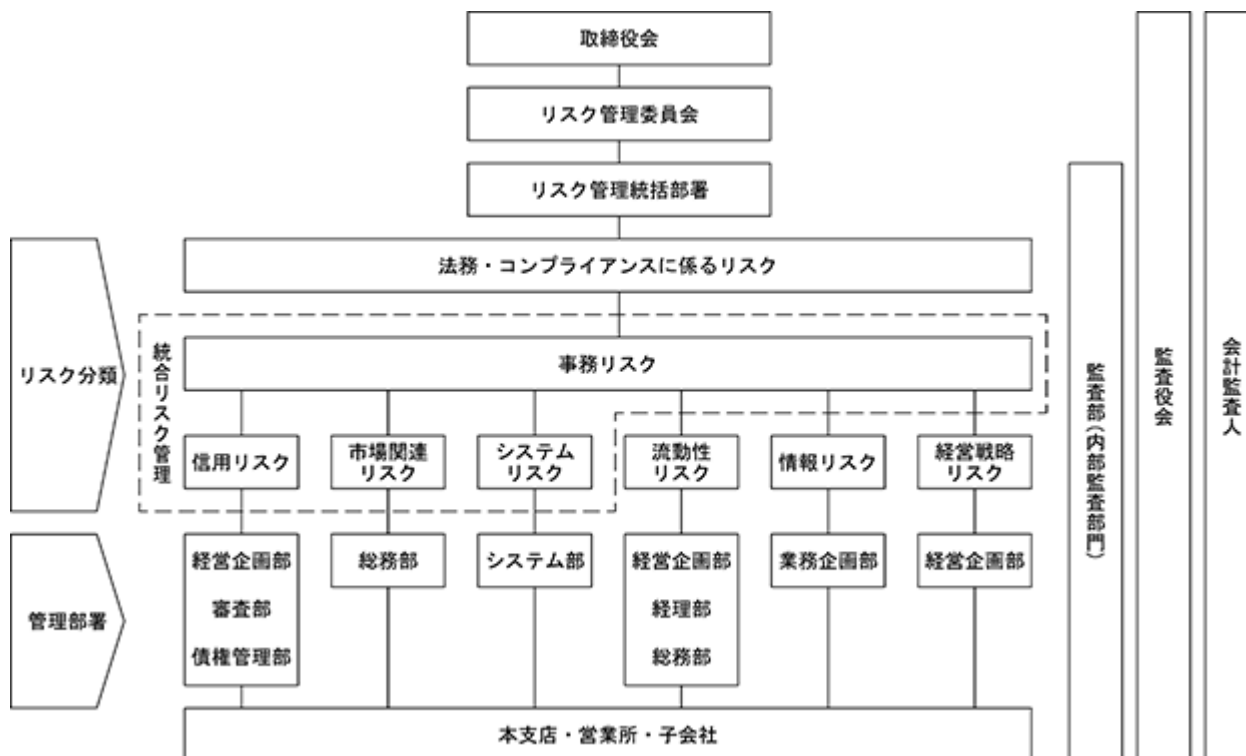 取締役会
リスク管理委員会
リスク管理統括部署
法務・コンプライアンスに係るリスク
リスク分類
統合リスク管理
事務リスク
信用リスク
市場関連
リスク
システム
リスク
流動性
リスク
情報リスク
経営戦略
リスク
管理部署
経営企画部
審査部
債権管理部
総務部
システム部
経営企画部
経理部
総務部
業務企画部
経営企画部
本支店・営業所・子会社
監査部(内部監査部門)
監査役会
会計監査人